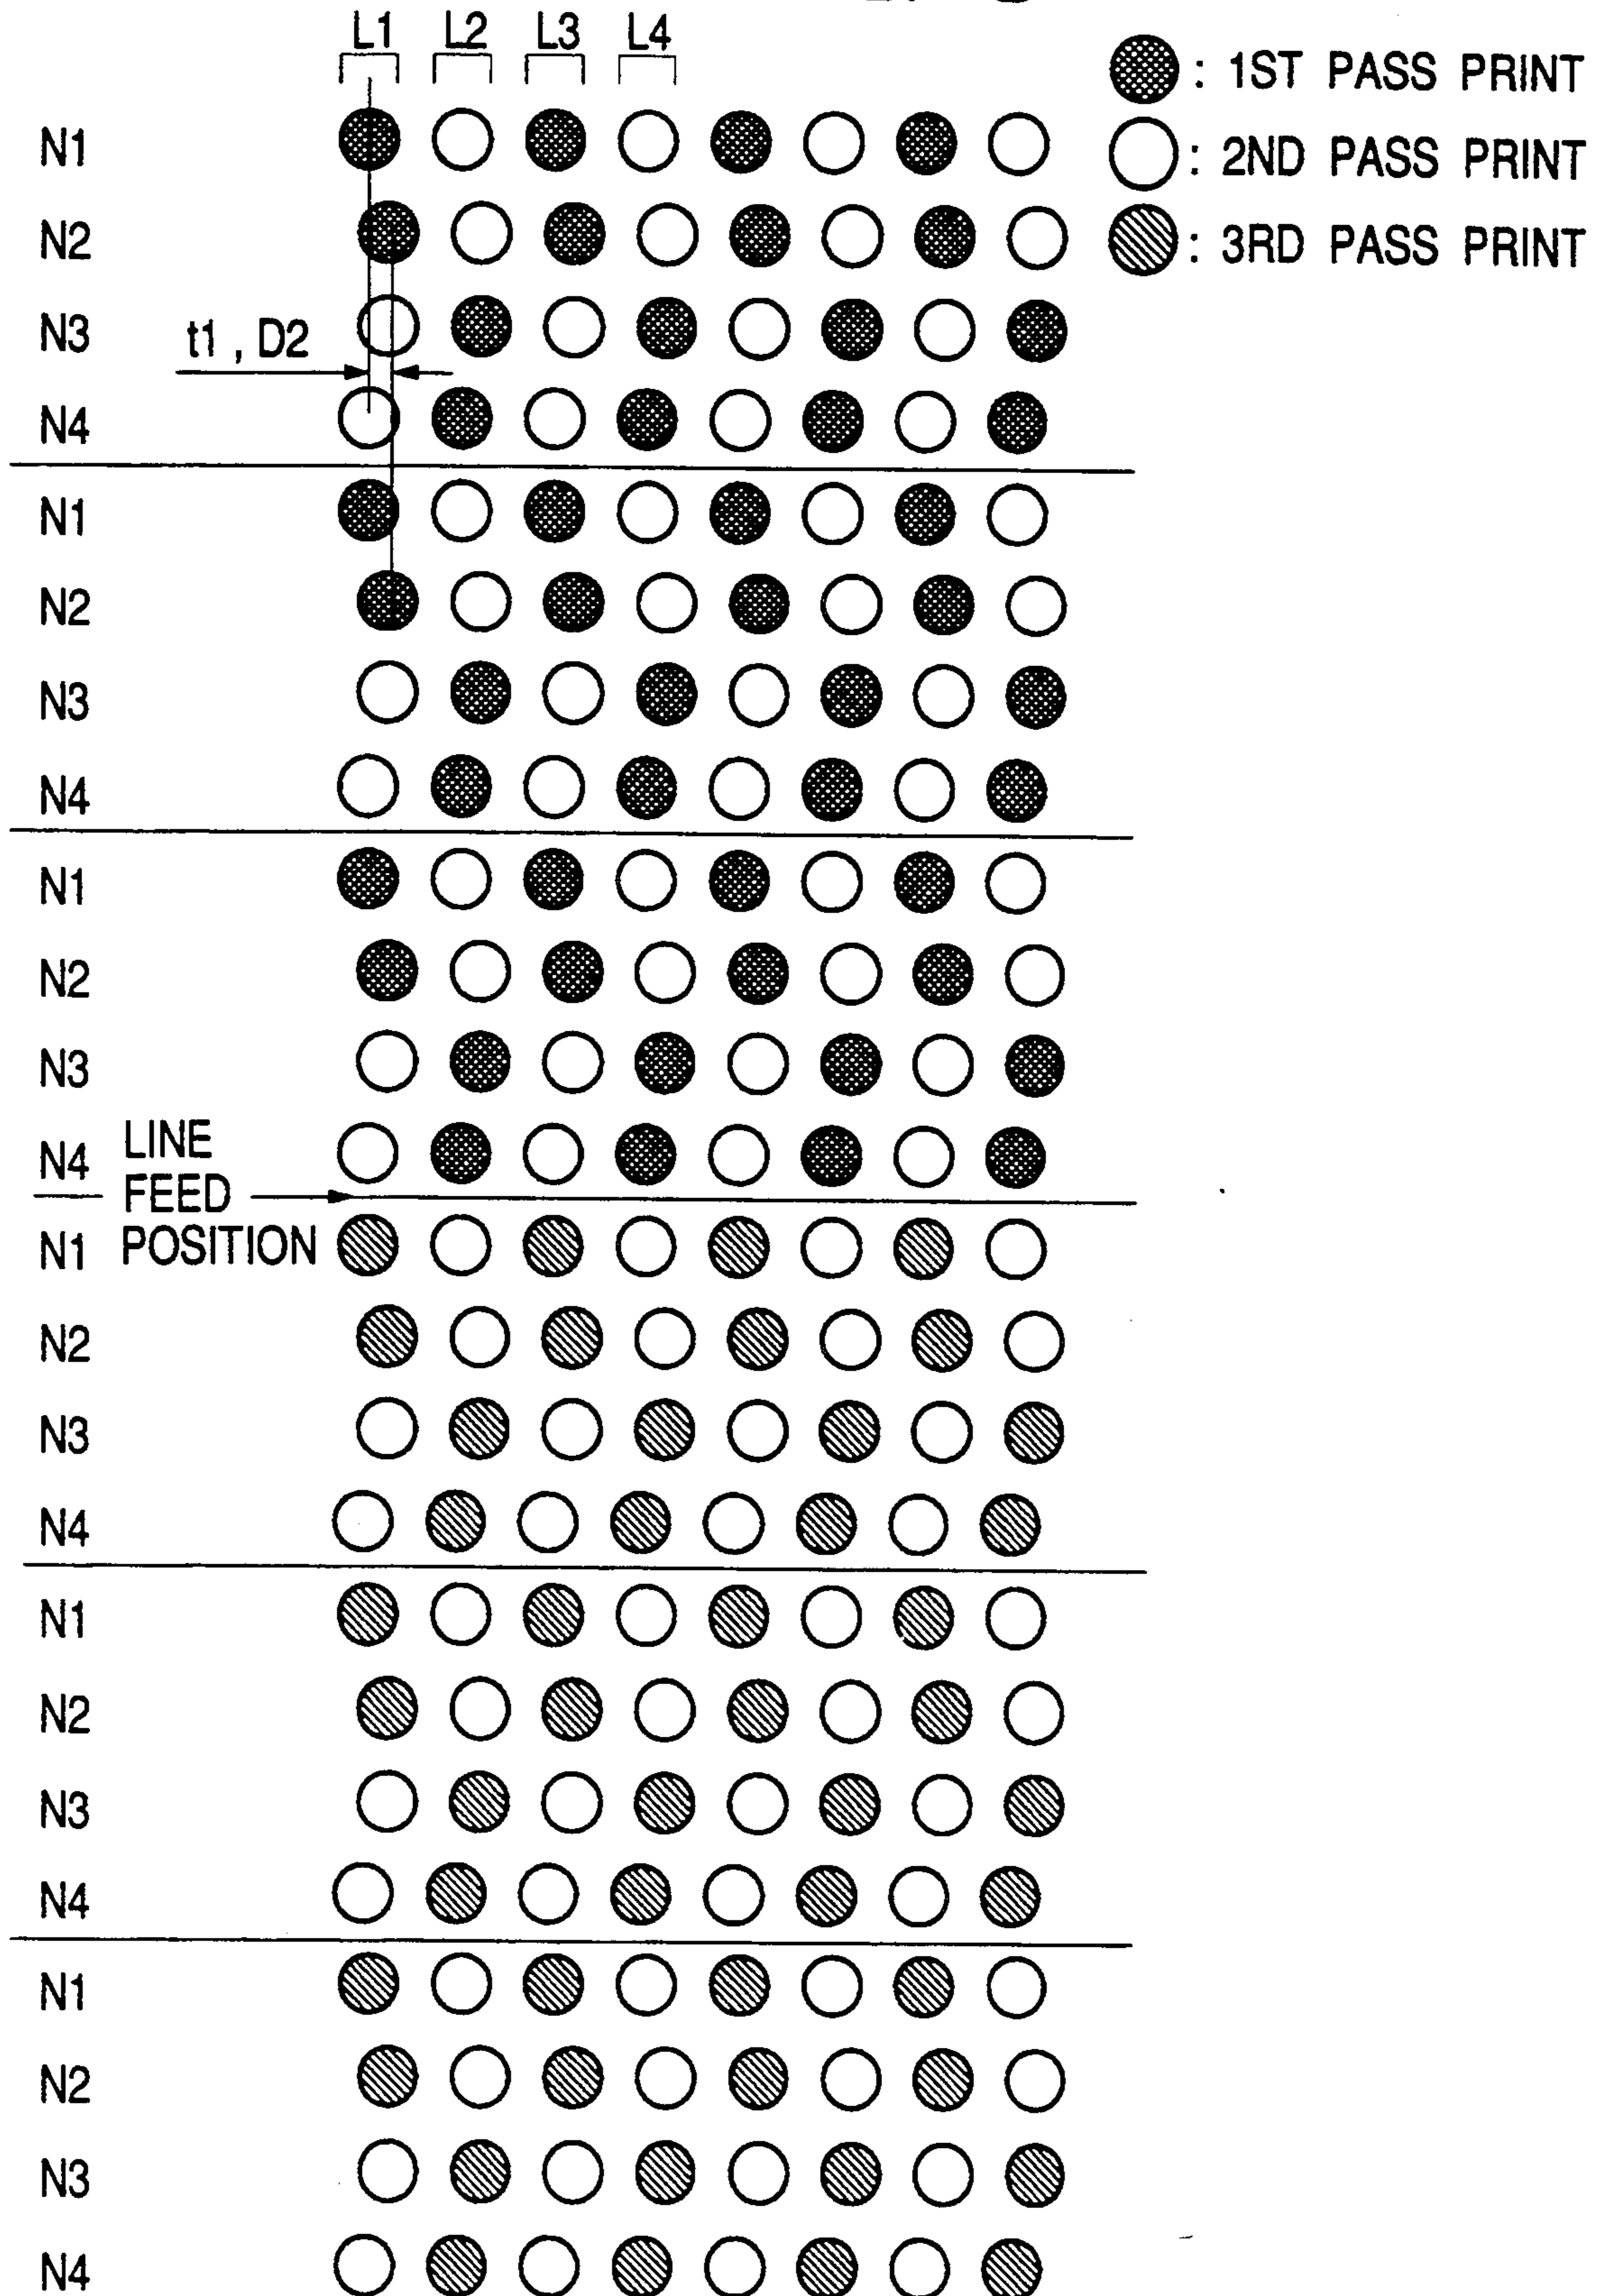 L1 L2 L3 L4
: 1ST PASS PRINT
: 2ND PASS PRINT
: 3RD PASS PRINT
N1
N2
N3
t1 , D2
N4
N1
N2
N3
N4
N1
N2
N3
N4
LINE
FEED
POSITION
N1
N2
N3
N4
N1
N2
N3
N4
N1
N2
N3
N4